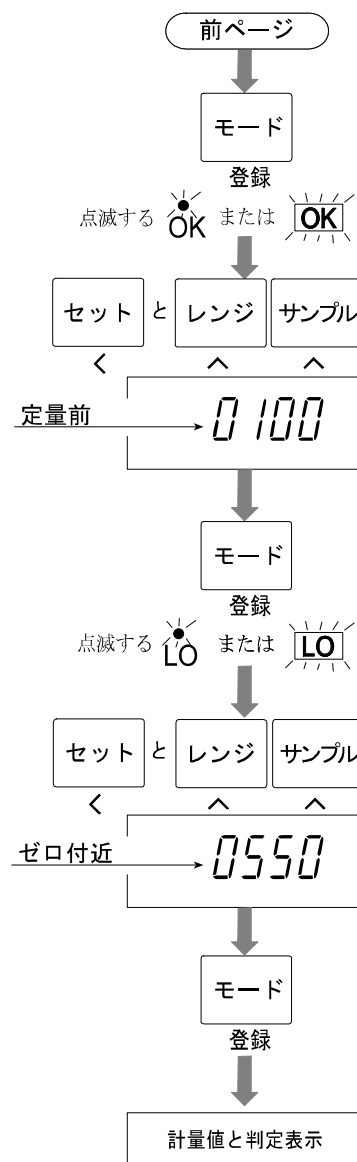 前ページ
モード
登録
点滅する OK または OK
セット と レンジ サンプル
< ^ ^
定量前 0100
モード
登録
点滅する LO または LO
セット と レンジ サンプル
< ^ ^
ゼロ付近 0550
モード
登録
計量値と判定表示